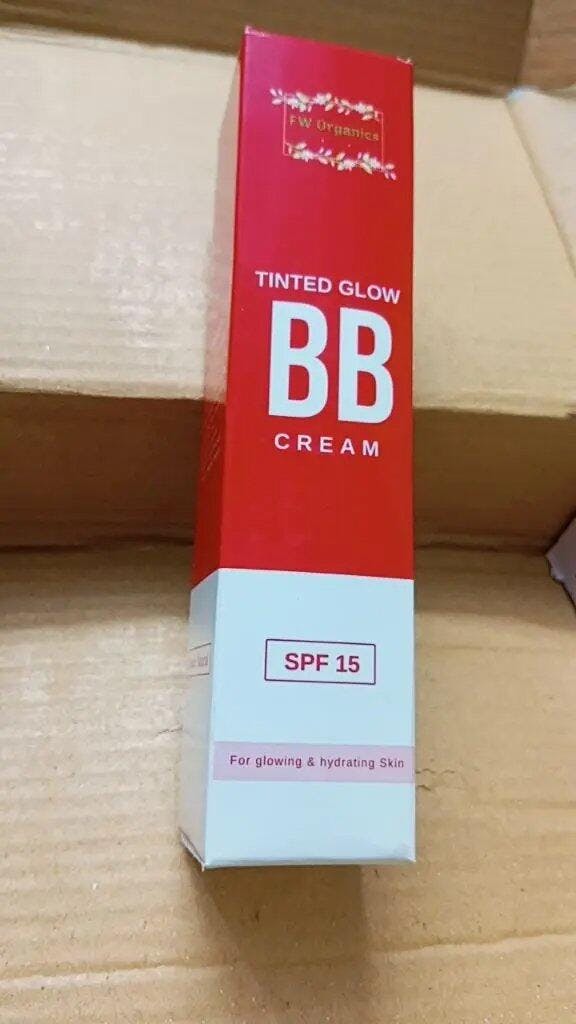 FW Organics
TINTED GLOW
BB
CREAM
SPF 15
For glowing & hydrating Skin